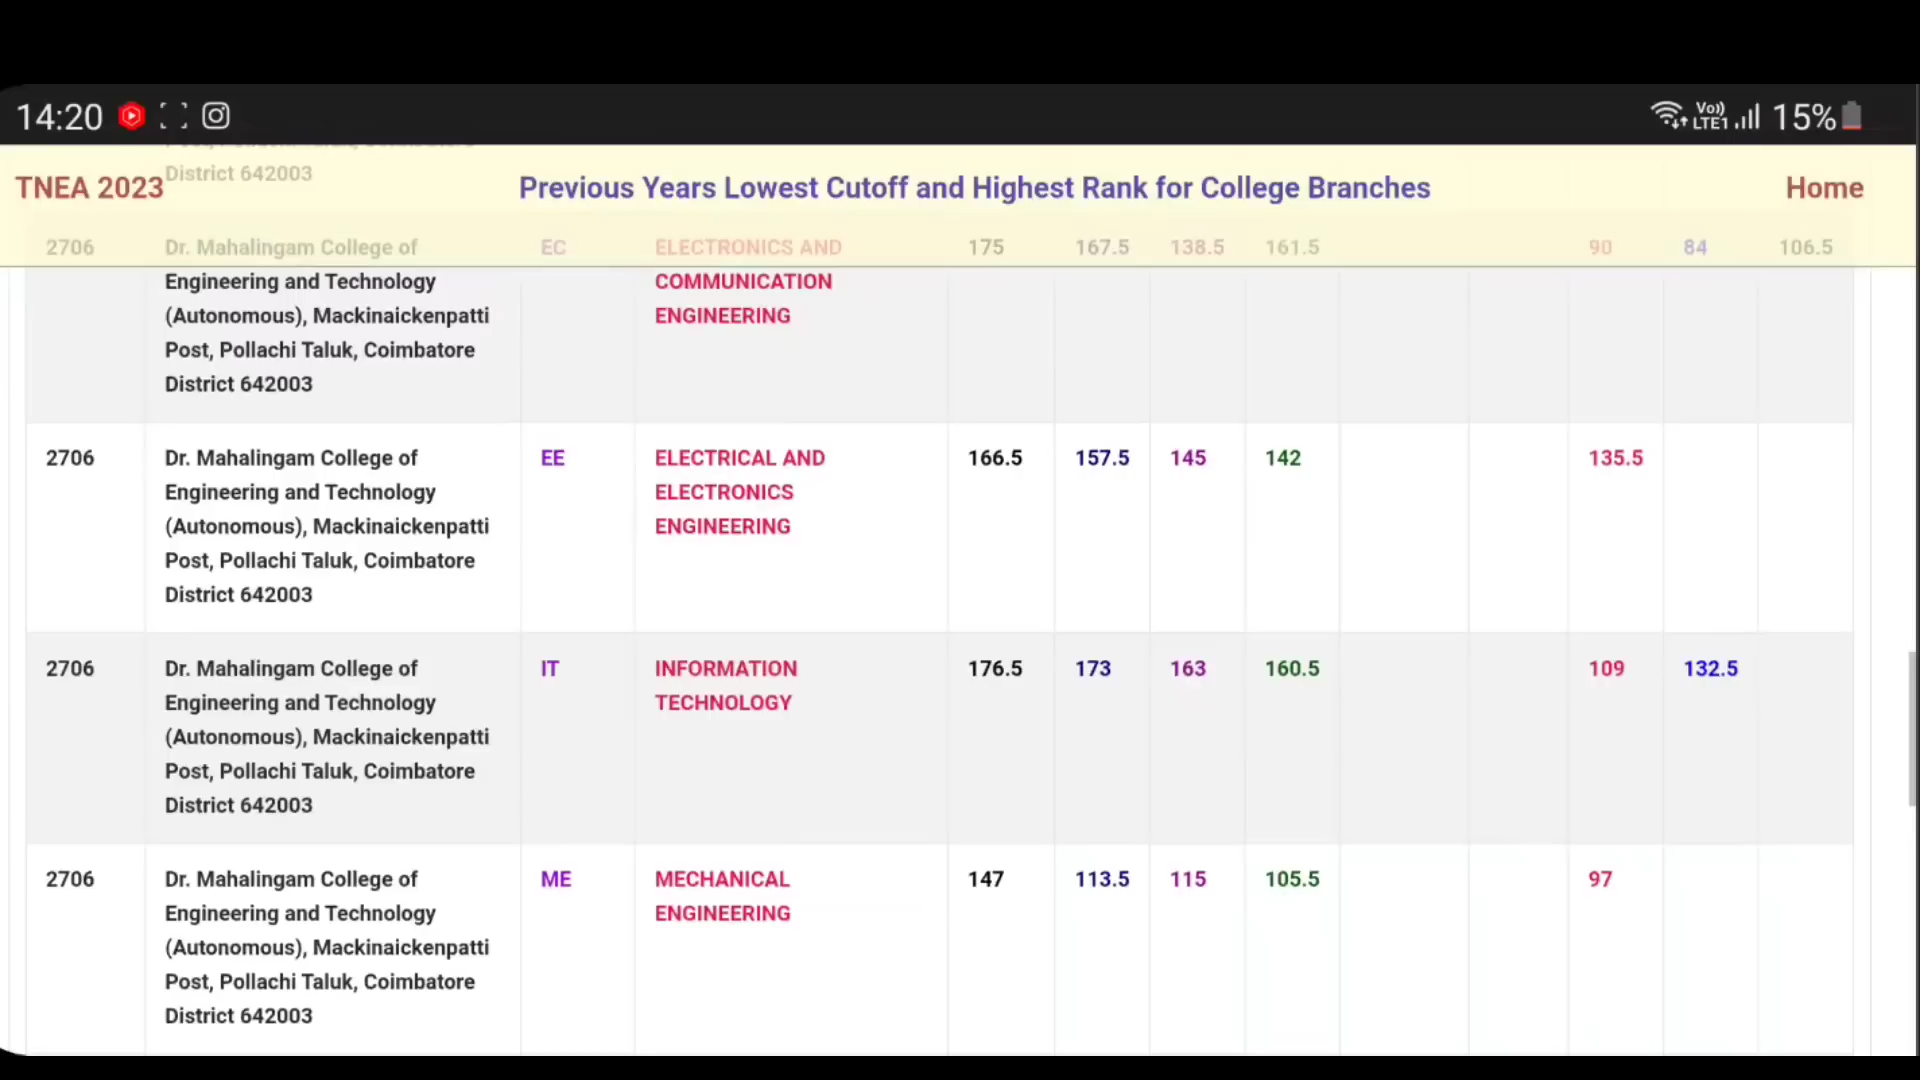 14:20 Vo)) LTE1 15%
District 642003
TNEA 2023 Previous Years Lowest Cutoff and Highest Rank for College Branches Home
2706 Dr. Mahalingam College of EC ELECTRONICS AND 175 167.5 138.5 161.5 90 84 106.5
Engineering and Technology COMMUNICATION
(Autonomous), Mackinaickenpatti ENGINEERING
Post, Pollachi Taluk, Coimbatore
District 642003
2706 Dr. Mahalingam College of EE ELECTRICAL AND 166.5 157.5 145 142 135.5
Engineering and Technology ELECTRONICS
(Autonomous), Mackinaickenpatti ENGINEERING
Post, Pollachi Taluk, Coimbatore
District 642003
2706 Dr. Mahalingam College of IT INFORMATION 176.5 173 163 160.5 109 132.5
Engineering and Technology TECHNOLOGY
(Autonomous), Mackinaickenpatti
Post, Pollachi Taluk, Coimbatore
District 642003
2706 Dr. Mahalingam College of ME MECHANICAL 147 113.5 115 105.5 97
Engineering and Technology ENGINEERING
(Autonomous), Mackinaickenpatti
Post, Pollachi Taluk, Coimbatore
District 642003